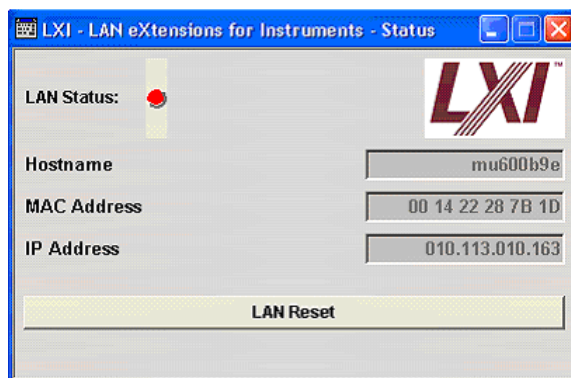 LXI - LAN eXtensions for Instruments - Status
LAN Status:
LXI™
Hostname mu600b9e
MAC Address 00 14 22 28 7B 1D
IP Address 010.113.010.163
LAN Reset